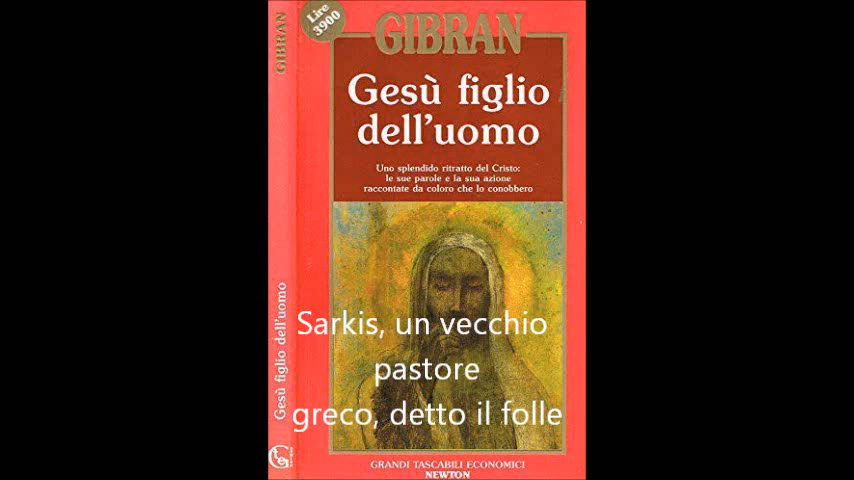 GIBRAN
Lire
3900
GIBRAN
Gesù figlio
dell'uomo
Uno splendido ritratto del Cristo:
le sue parole e la sua azione
raccontate da coloro che lo conobbero
Gesù figlio dell'uomo
Sarkis, un vecchio
pastore
greco, detto il folle
GRANDI TASCABILI ECONOMICI
NEWTON